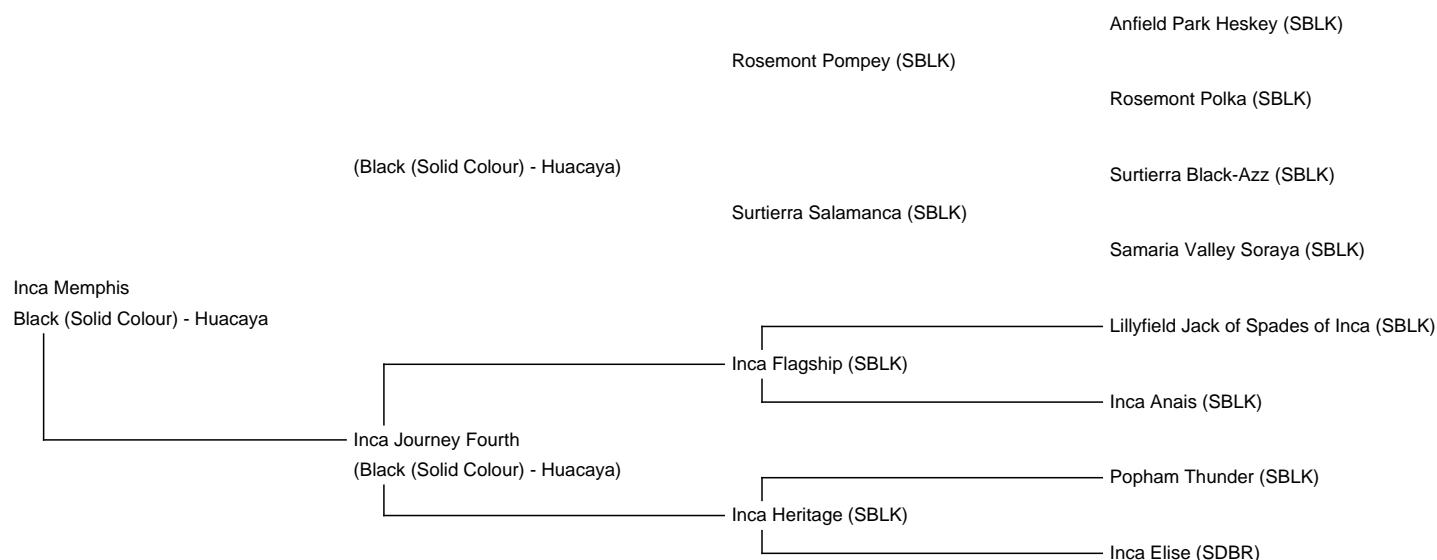 Anfield Park Heskey (SBLK)
Rosemont Pompey (SBLK)
Rosemont Polka (SBLK)
(Black (Solid Colour) - Huacaya)
Surtierra Black-Azz (SBLK)
Surtierra Salamanca (SBLK)
Samaria Valley Soraya (SBLK)
Inca Memphis
Black (Solid Colour) - Huacaya
Lillyfield Jack of Spades of Inca (SBLK)
Inca Flagship (SBLK)
Inca Anais (SBLK)
Inca Journey Fourth
(Black (Solid Colour) - Huacaya)
Popham Thunder (SBLK)
Inca Heritage (SBLK)
Inca Elise (SDBR)